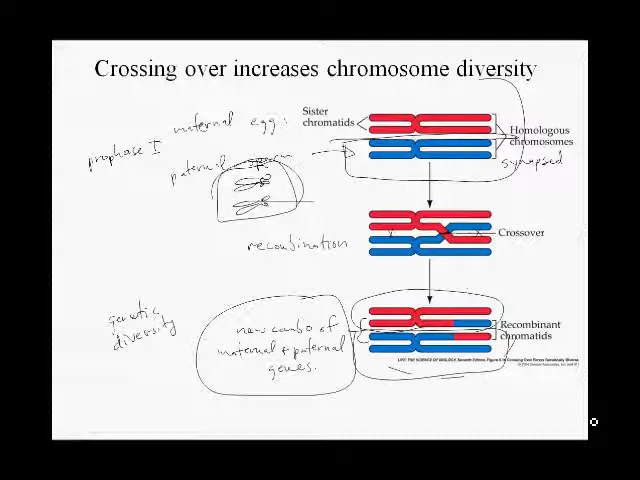 Crossing over increases chromosome diversity
Sister
chromatids
maternal egg:
Homologous
chromosomes
prophase I
paternal sperm
synapsed
Crossover
recombination
genetic
diversity
new combo of
maternal + paternal
genes.
Recombinant
chromatids